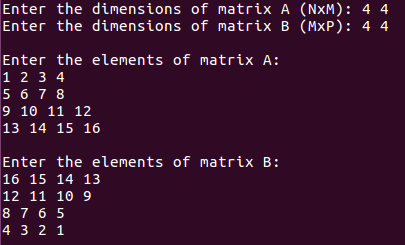 Enter the dimensions of matrix A (NxM): 4 4
Enter the dimensions of matrix B (MxP): 4 4
Enter the elements of matrix A:
1 2 3 4
5 6 7 8
9 10 11 12
13 14 15 16
Enter the elements of matrix B:
16 15 14 13
12 11 10 9
8 7 6 5
4 3 2 1